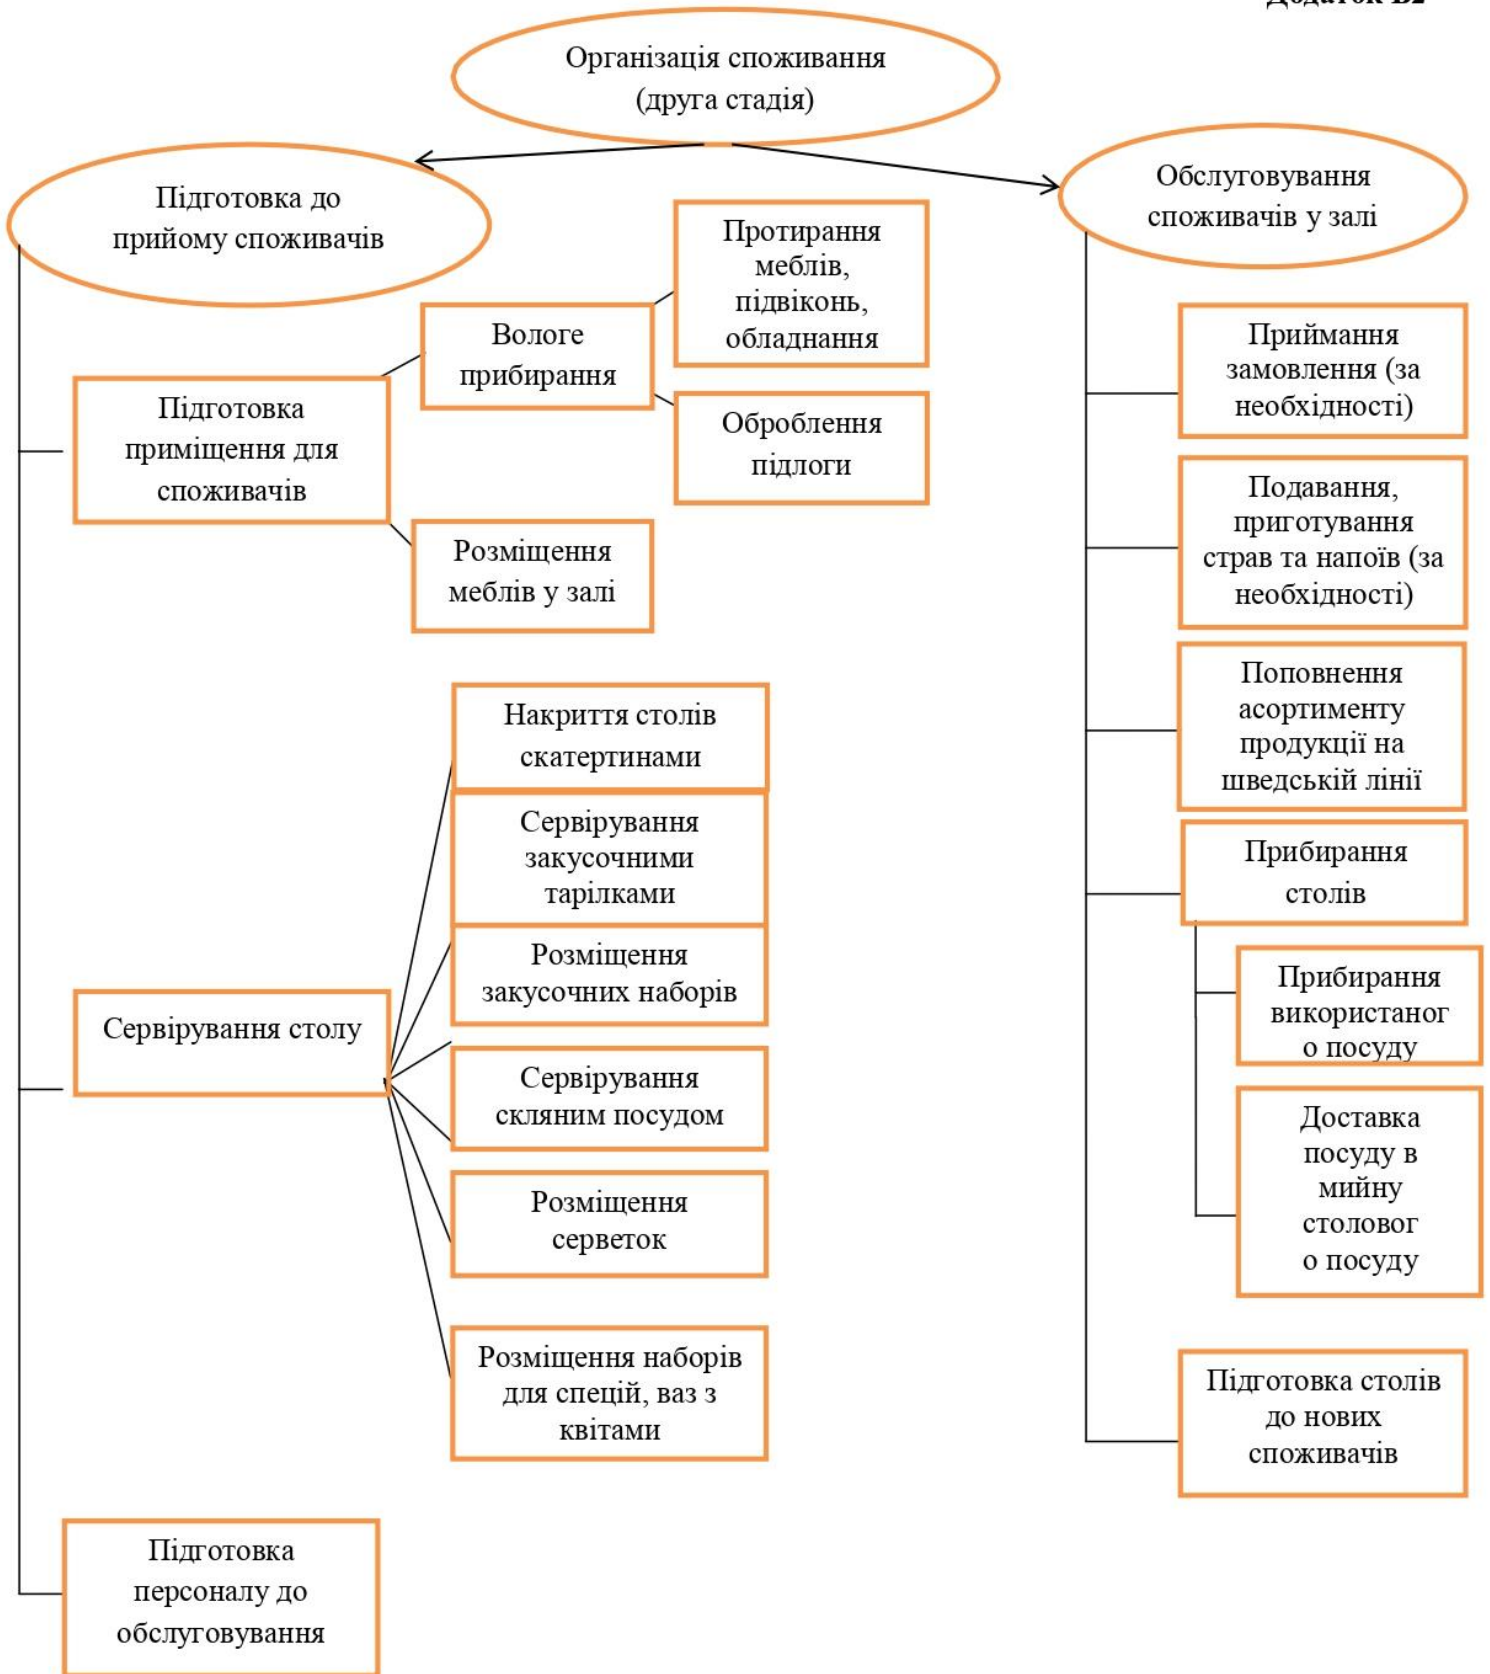 Додаток В2
Організація споживання
(друга стадія)
Підготовка до
прийому споживачів
Обслуговування
споживачів у залі
Протирання
меблів,
підвіконь,
обладнання
Вологе
прибирання
Оброблення
підлоги
Підготовка
приміщення для
споживачів
Розміщення
меблів у залі
Накриття столів
скатертинами
Сервірування
закусочними
тарілками
Розміщення
закусочних наборів
Сервірування столу
Сервірування
скляним посудом
Розміщення
серветок
Розміщення наборів
для спецій, ваз з
квітами
Підготовка
персоналу до
обслуговування
Приймання
замовлення (за
необхідності)
Подавання,
приготування
страв та напоїв (за
необхідності)
Поповнення
асортименту
продукції на
шведській лінії
Прибирання
столів
Прибирання
використаног
о посуду
Доставка
посуду в
мийну
столовог
о посуду
Підготовка столів
до нових
споживачів